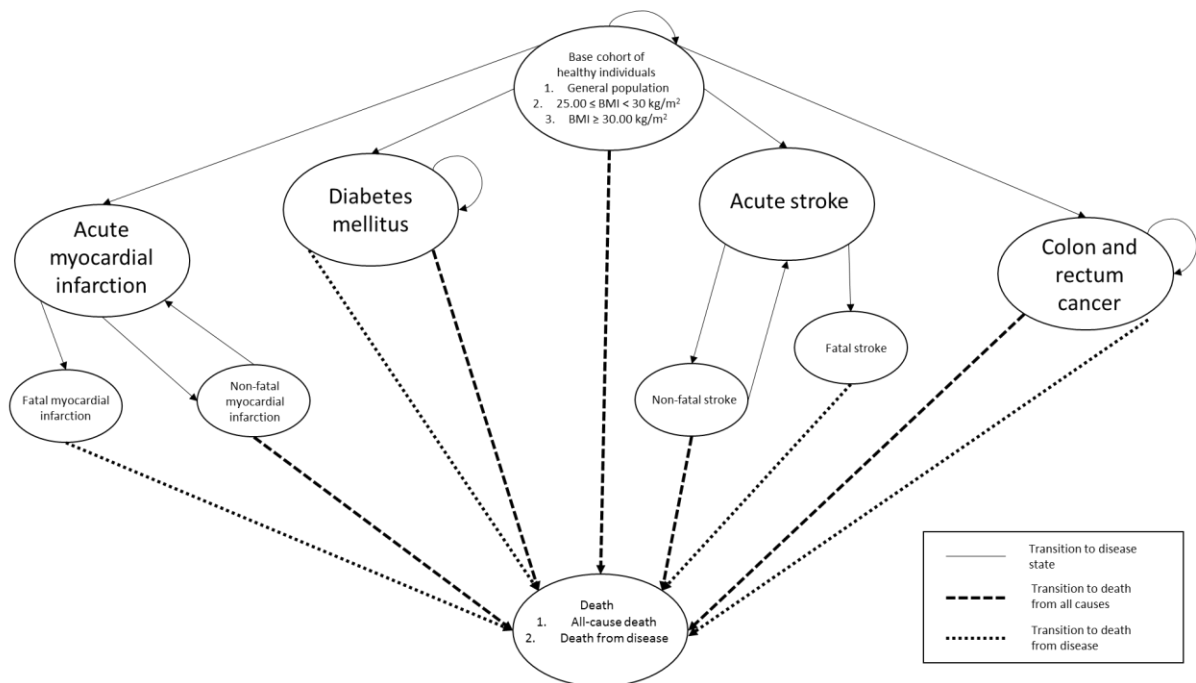 Base cohort of
healthy individuals
1. General population
2. 25.00 ≤ BMI < 30 kg/m²
3. BMI ≥ 30.00 kg/m²
Diabetes
mellitus
Acute stroke
Acute
myocardial
infarction
Colon and
rectum
cancer
Fatal stroke
Fatal myocardial
infarction
Non-fatal
myocardial
infarction
Non-fatal stroke
Death
1. All-cause death
2. Death from disease
Transition to disease
state
Transition to death
from all causes
Transition to death
from disease